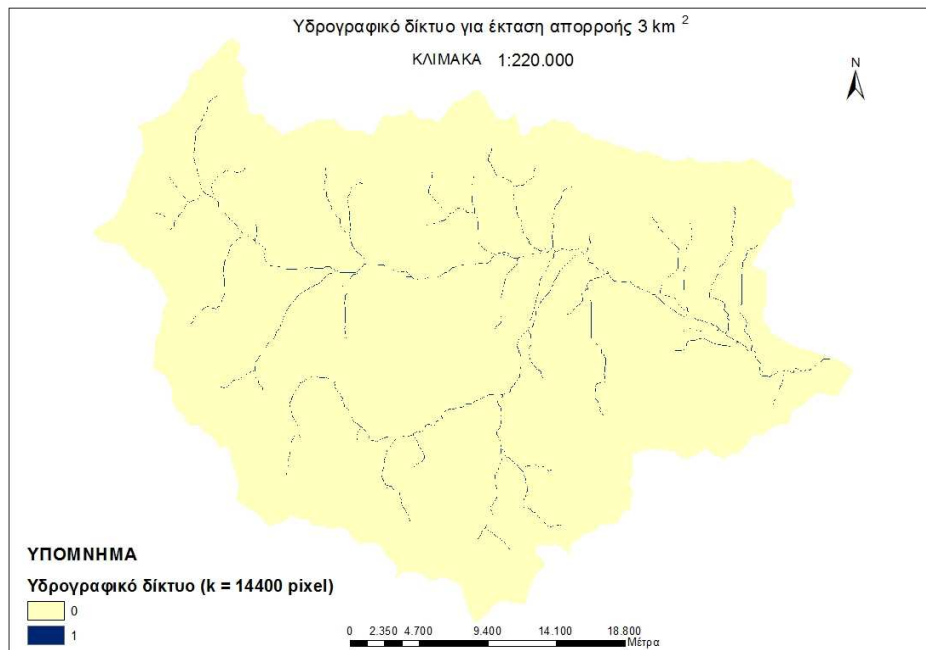 Υδρογραφικό δίκτυο για έκταση απορροής 3 km 2
ΚΛΙΜΑΚΑ 1:220.000
N
ΥΠΟΜΝΗΜΑ
Υδρογραφικό δίκτυο (k = 14400 pixel)
0
1
0 2.350 4.700 9.400 14.100 18.800
Μέτρα